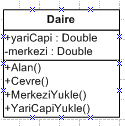 Daire
+yariCapi : Double
-merkezi : Double
+Alan()
+Cevre()
+MerkeziYukle()
+YariCapiYukle()